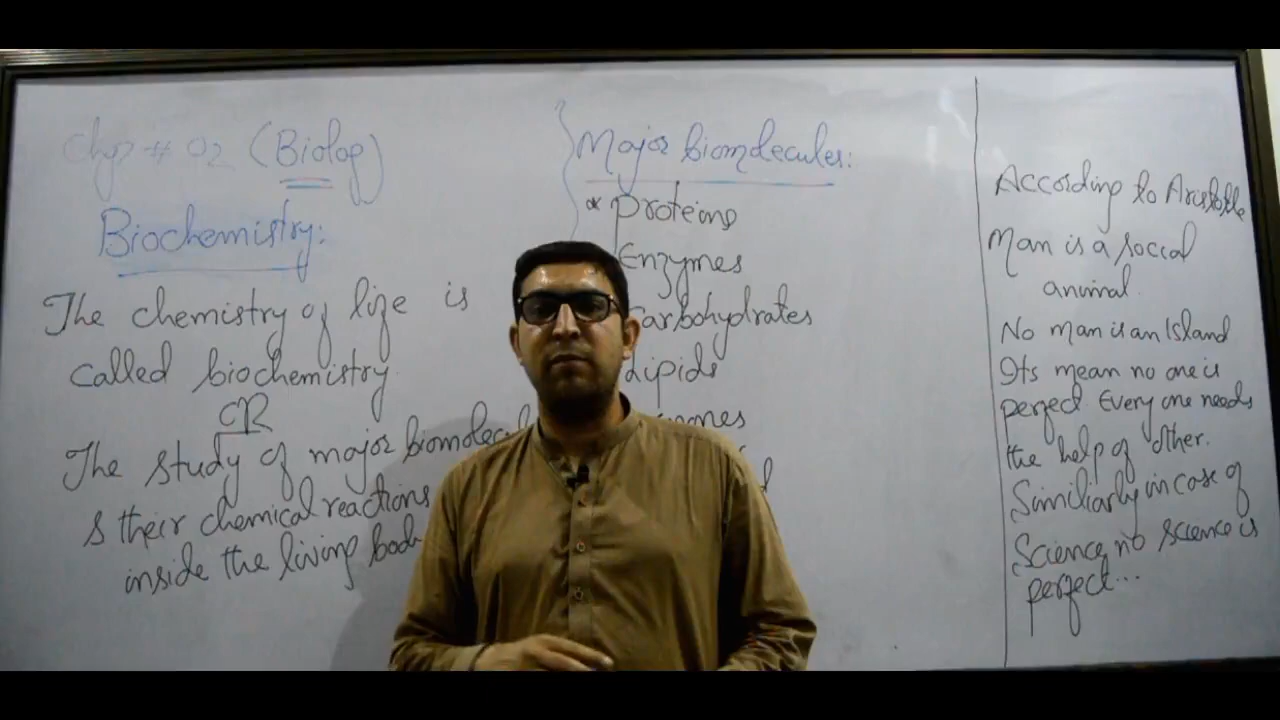 Chp # 02 (Biology)
Biochemistry:
The chemistry of life is
called biochemistry.
OR
The study of major biomolecul
& their chemical reactions
inside the living bod
Major biomolecules:
* Proteins
Enzymes
Carbohydrates
Lipids
According to Aristotle
Man is a social
animal.
No man is an Island
Its mean no one is
perfect. Every one needs
the help of other.
Similiarly in case of
Science, no science is
perfect...